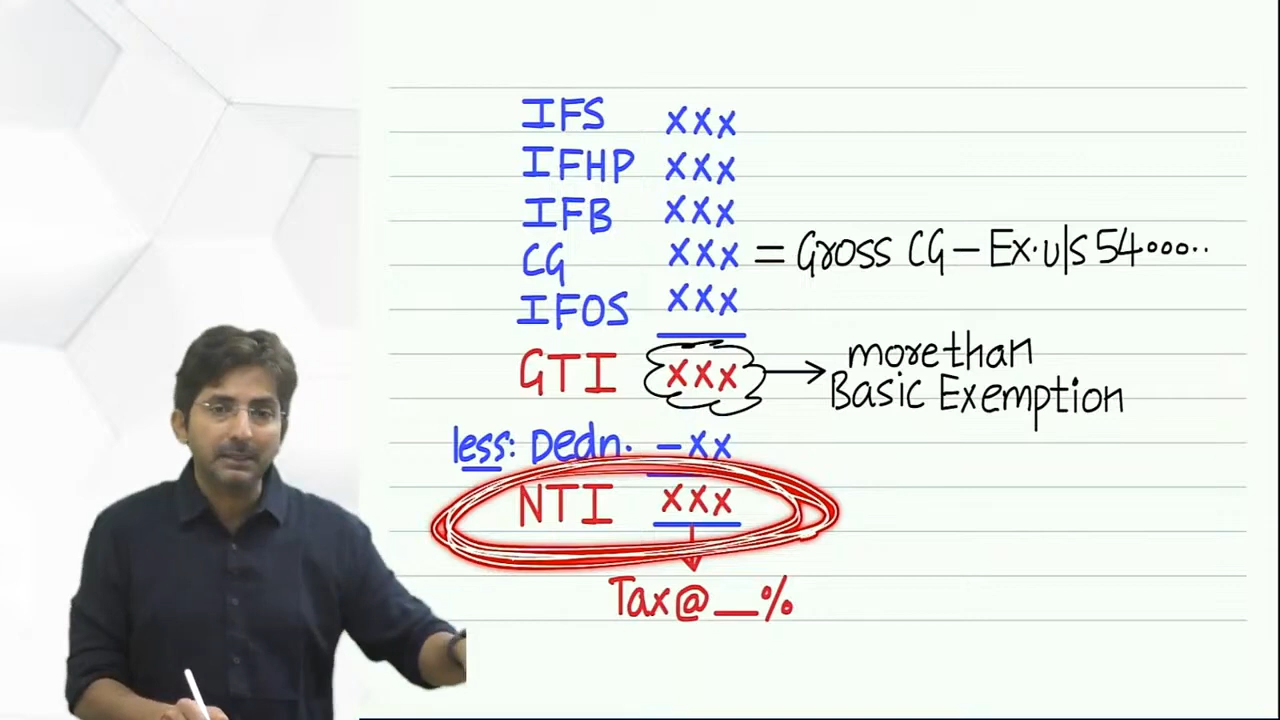 IFS xxx
IFHP xxx
IFB xxx
CG xxx = Gross CG – Ex. u/s 54.....
IFOS xxx
GTI xxx → more than
Basic Exemption
less: Dedn. – xx
NTI xxx
Tax @ __%